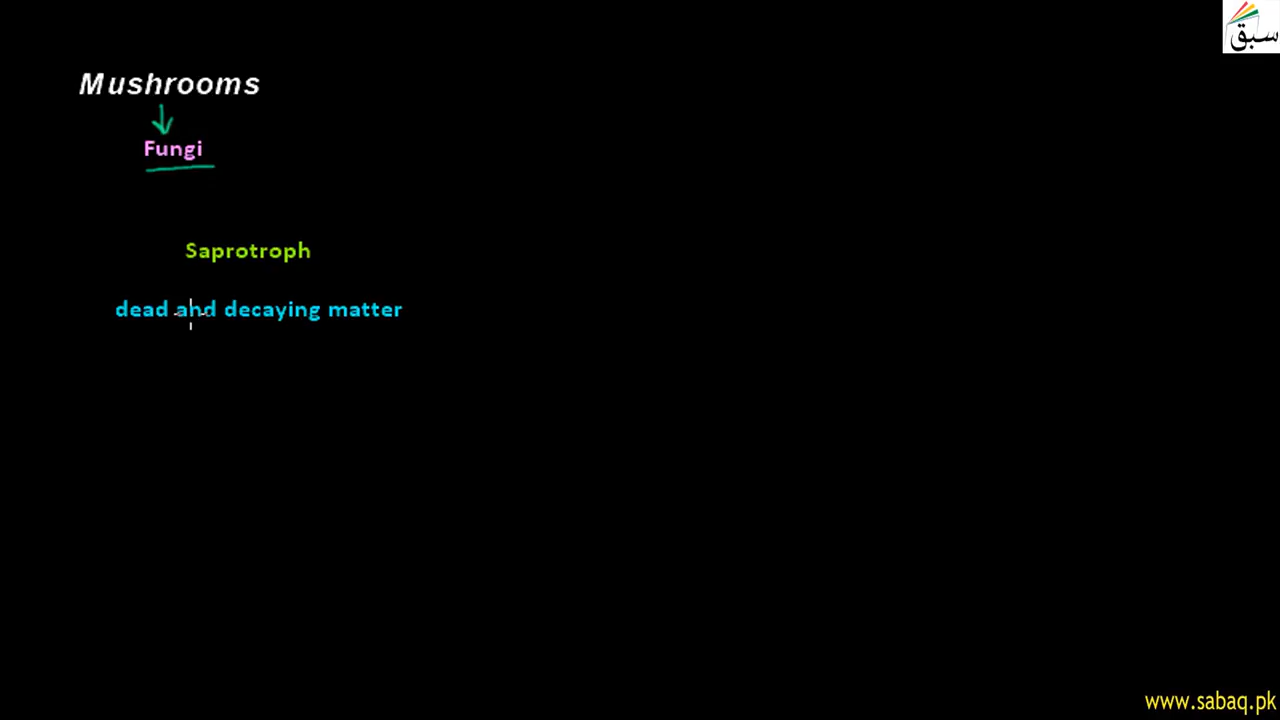 سبق
Mushrooms
Fungi
Saprotroph
dead and decaying matter
www.sabaq.pk